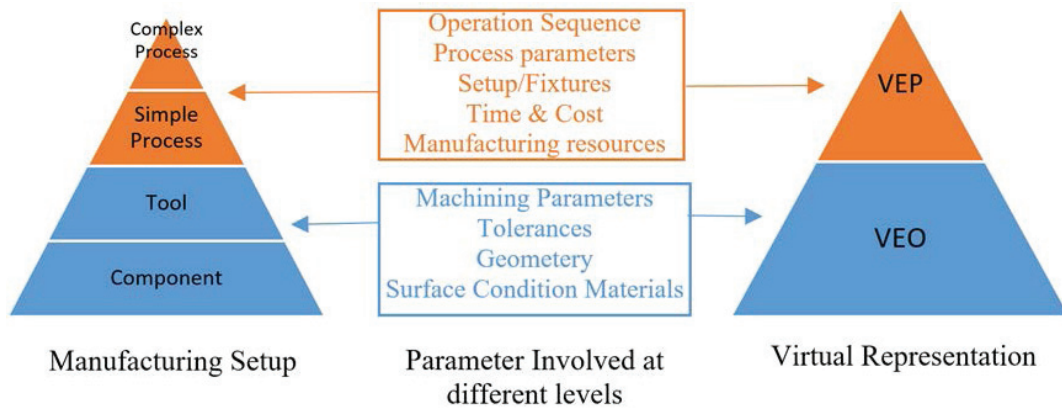 Complex
Process
Simple
Process
Tool
Component
Manufacturing Setup
Operation Sequence
Process parameters
Setup/Fixtures
Time & Cost
Manufacturing resources
Machining Parameters
Tolerances
Geometery
Surface Condition Materials
Parameter Involved at
different levels
VEP
VEO
Virtual Representation